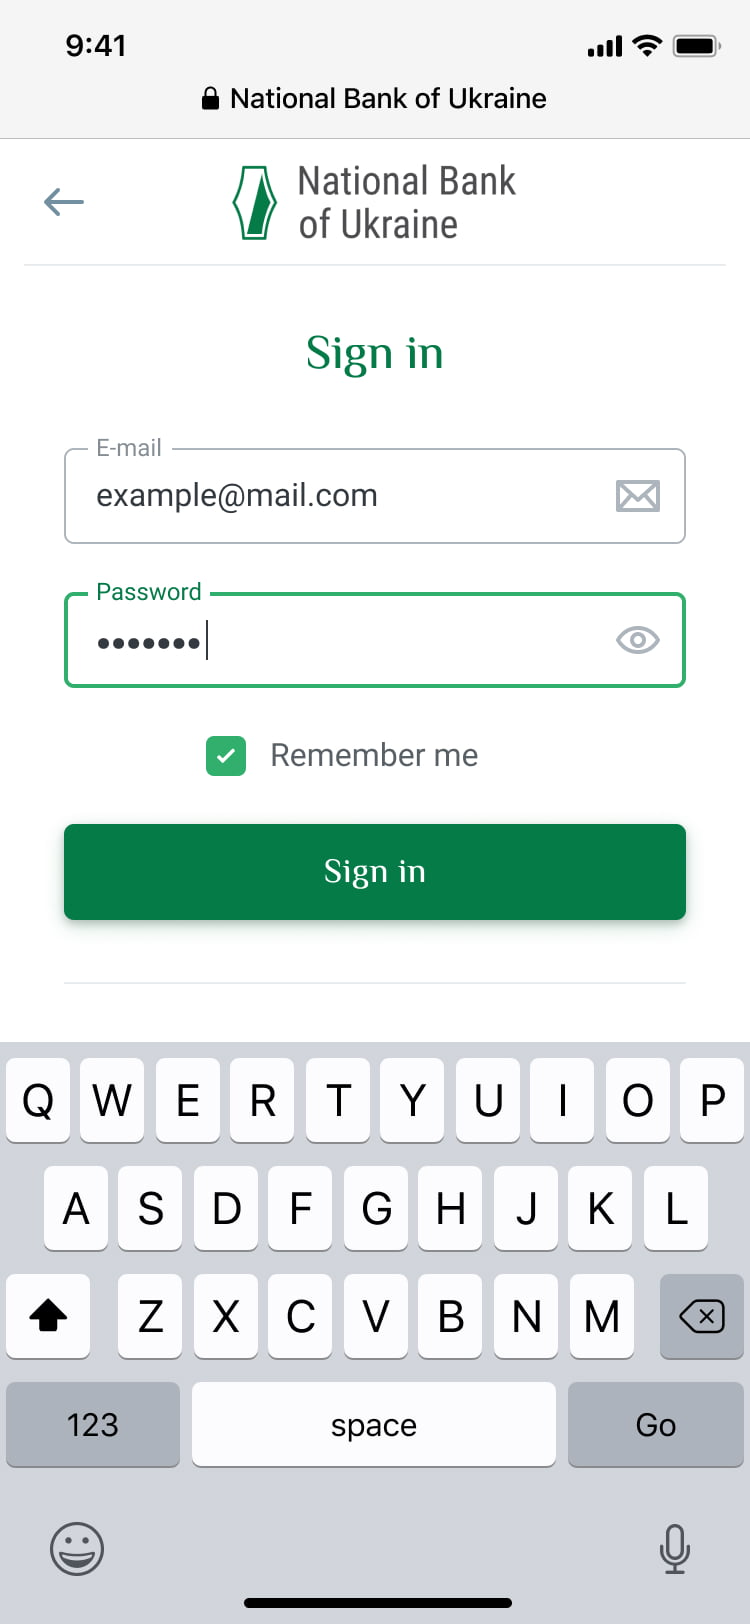 9:41
National Bank of Ukraine
National Bank
of Ukraine
Sign in
E-mail
example@mail.com
Password
•••••••
Remember me
Sign in
Q W E R T Y U I O P
A S D F G H J K L
Z X C V B N M
123 space Go